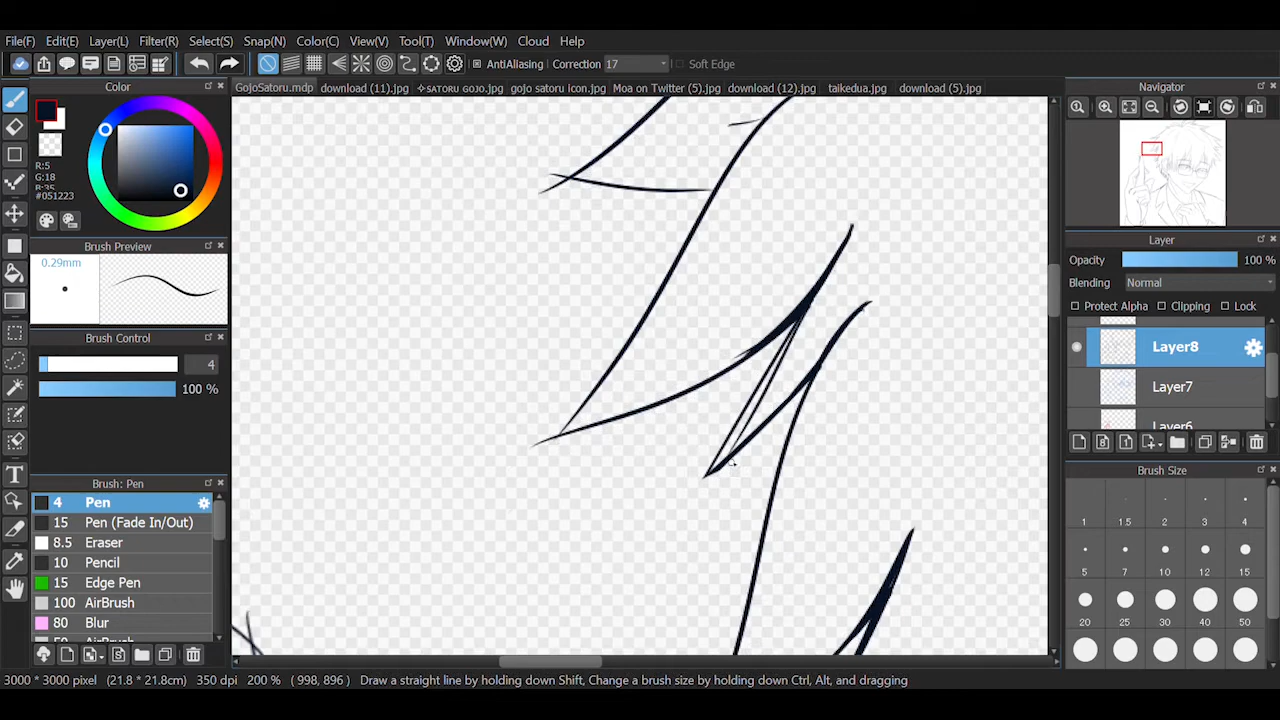 File(F) Edit(E) Layer(L) Filter(R) Select(S) Snap(N) Color(C) View(V) Tool(T) Window(W) Cloud Help
AntiAliasing Correction 17 Soft Edge
Color
GojoSatoru.mdp download (11).jpg ✧SATORU GOJO.jpg gojo satoru icon.jpg Moa on Twitter (5).jpg download (12).jpg taikedua.jpg download (5).jpg
Navigator
R:5
G:18
B:35
#051223
Brush Preview
0.29mm
Brush Control
4
100 %
Brush: Pen
4 Pen
15 Pen (Fade In/Out)
8.5 Eraser
10 Pencil
15 Edge Pen
100 AirBrush
80 Blur
50 AirBrush
Layer
Opacity 100 %
Blending Normal
Protect Alpha Clipping Lock
Layer8
Layer7
Layer6
Brush Size
1 1.5 2 3 4
5 7 10 12 15
20 25 30 40 50
3000 * 3000 pixel (21.8 * 21.8cm) 350 dpi 200 % ( 998, 896 ) Draw a straight line by holding down Shift, Change a brush size by holding down Ctrl, Alt, and dragging